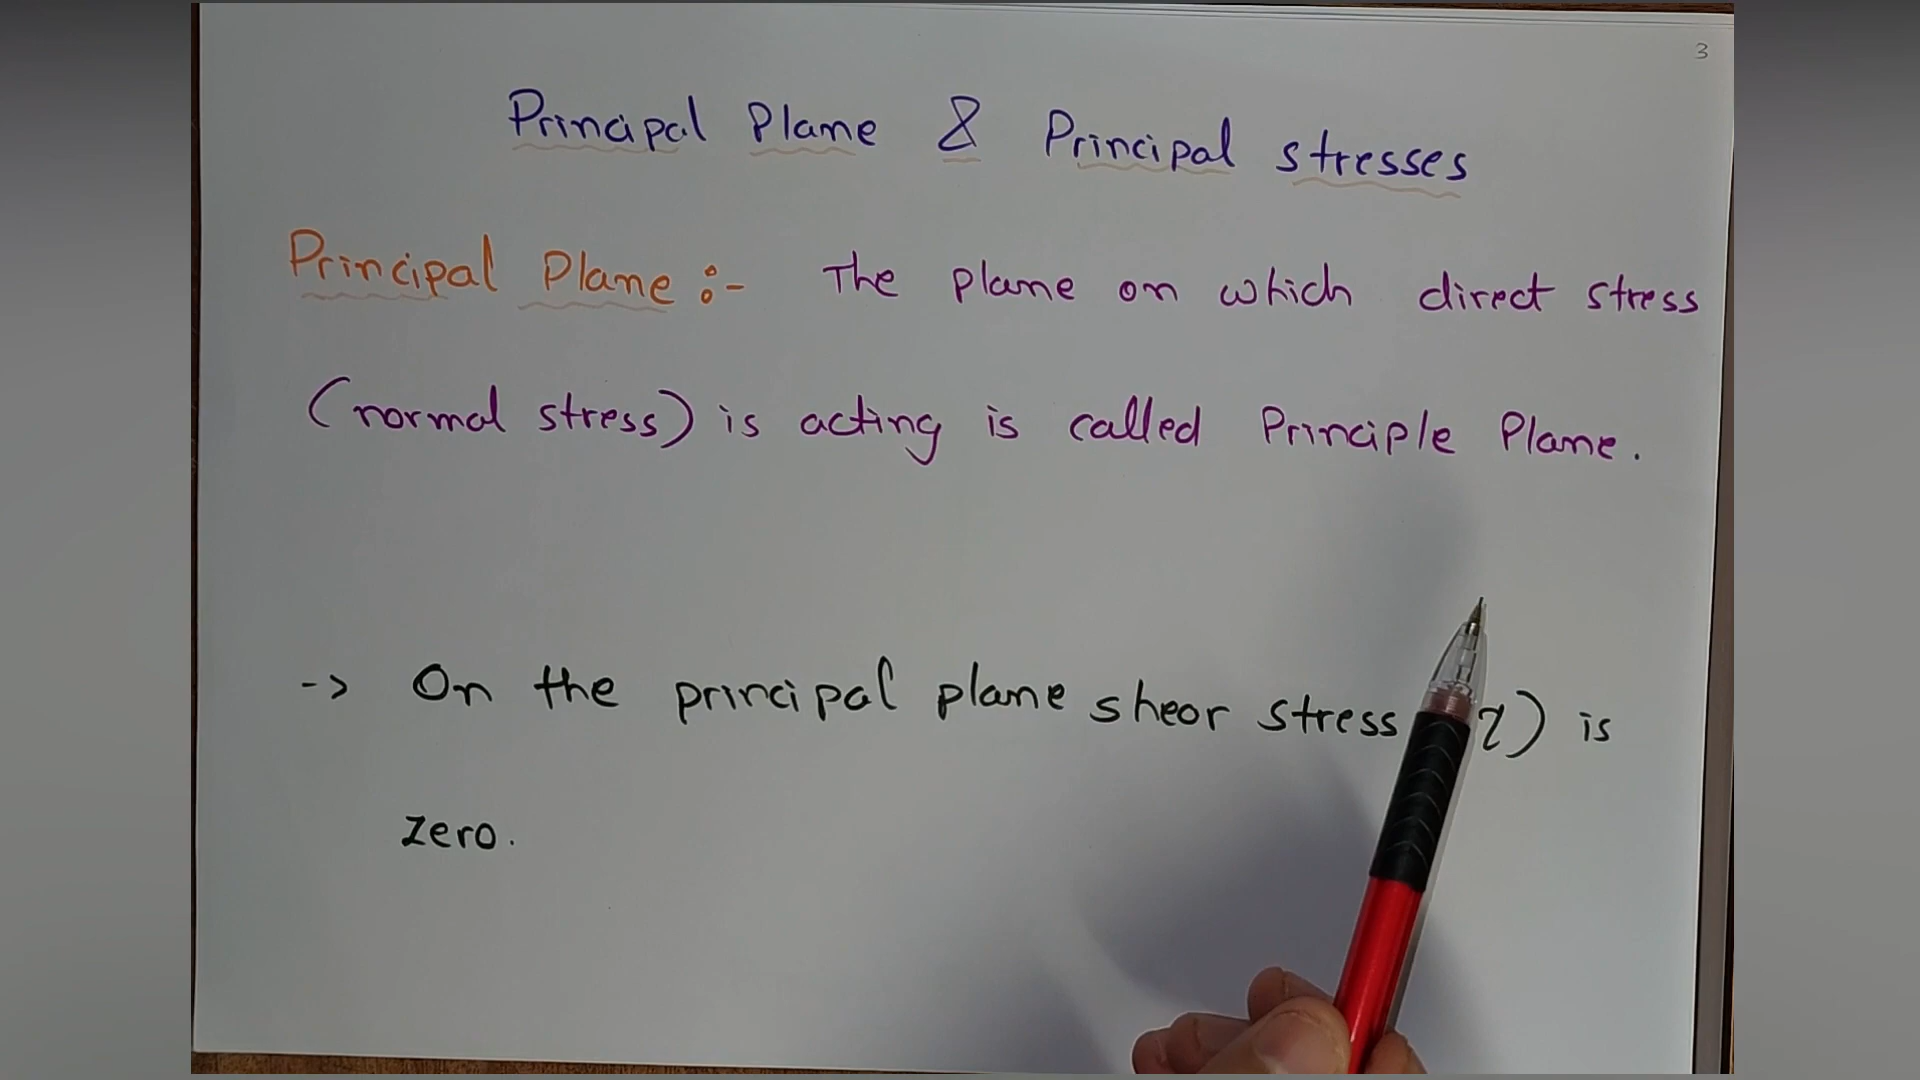 3
Principal Plane & Principal stresses
Principal Plane :- The plane on which direct stress
(normal stress) is acting is called Principle Plane.
-> On the principal plane shear stress τ) is
zero.